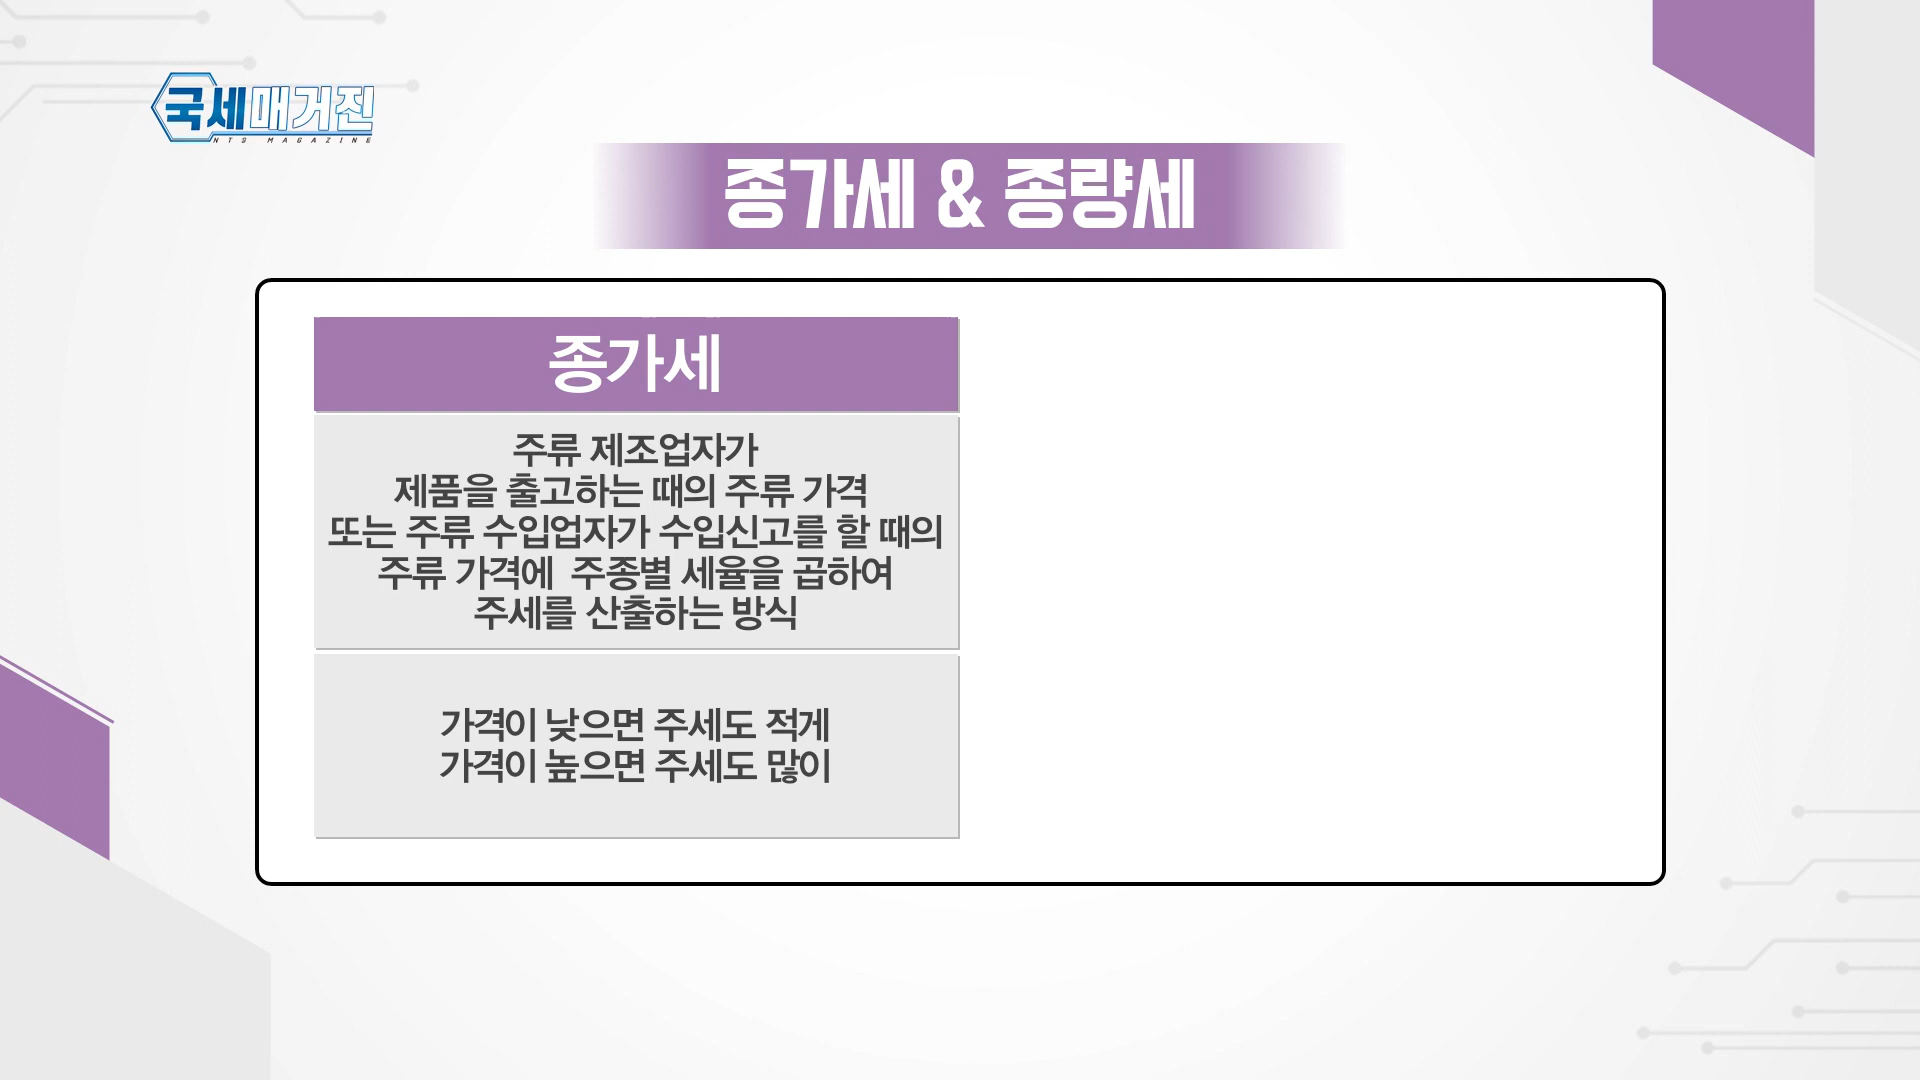 국세매거진
NTS MAGAZINE
종가세 & 종량세
종가세
주류 제조업자가
제품을 출고하는 때의 주류 가격
또는 주류 수입업자가 수입신고를 할 때의
주류 가격에 주종별 세율을 곱하여
주세를 산출하는 방식
가격이 낮으면 주세도 적게
가격이 높으면 주세도 많이